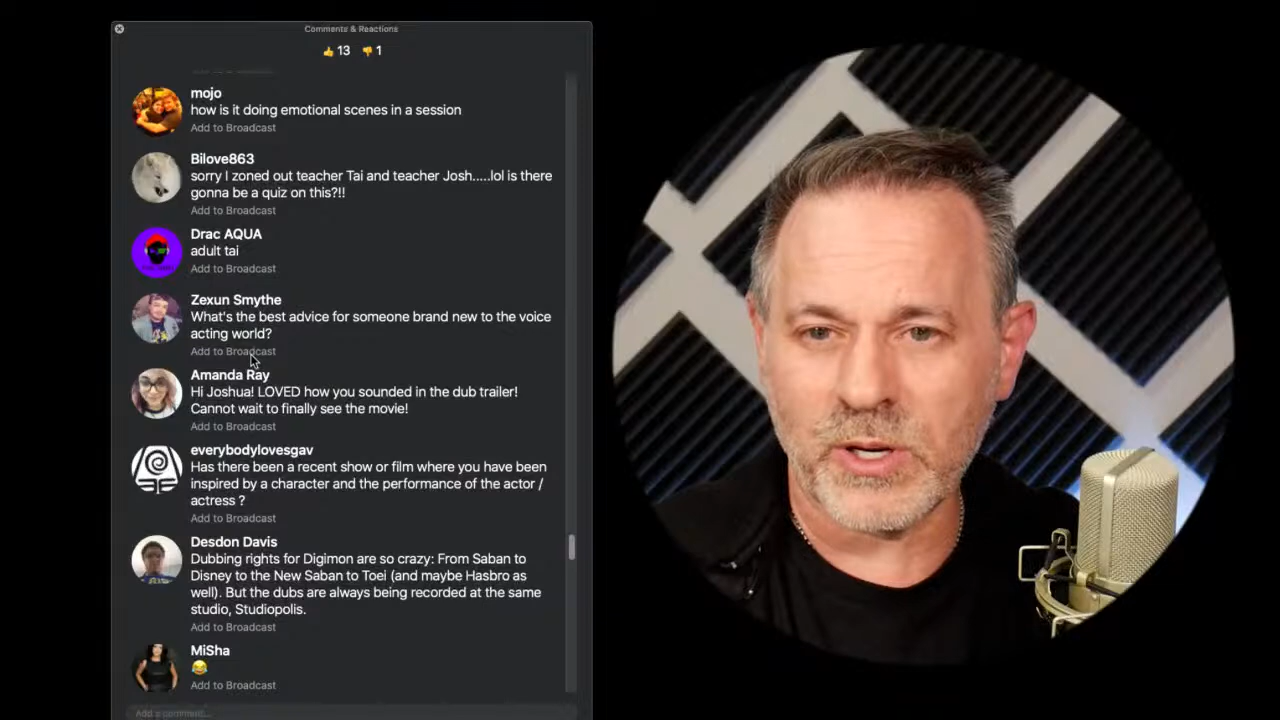 Comments & Reactions
👍 13 👎 1
mojo
how is it doing emotional scenes in a session
Add to Broadcast
Bilove863
sorry I zoned out teacher Tai and teacher Josh.....lol is there
gonna be a quiz on this?!!
Add to Broadcast
Drac AQUA
adult tai
Add to Broadcast
Zexun Smythe
What's the best advice for someone brand new to the voice
acting world?
Add to Broadcast
Amanda Ray
Hi Joshua! LOVED how you sounded in the dub trailer!
Cannot wait to finally see the movie!
Add to Broadcast
everybodylovesgav
Has there been a recent show or film where you have been
inspired by a character and the performance of the actor /
actress ?
Add to Broadcast
Desdon Davis
Dubbing rights for Digimon are so crazy: From Saban to
Disney to the New Saban to Toei (and maybe Hasbro as
well). But the dubs are always being recorded at the same
studio, Studiopolis.
Add to Broadcast
MiSha
😂
Add to Broadcast
Add a comment...